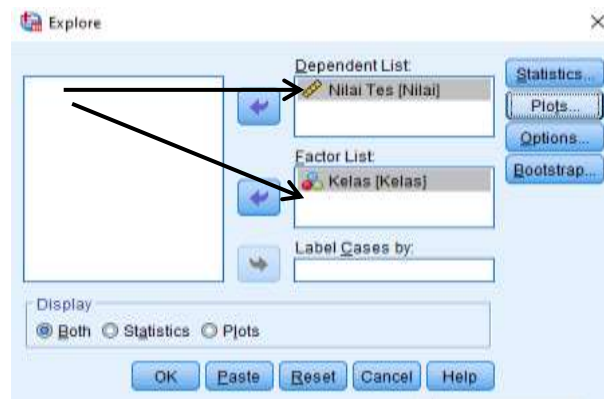 Explore
Dependent List:
Nilai Tes [Nilai]
Factor List:
Kelas [Kelas]
Label Cases by:
Statistics...
Plots...
Options...
Bootstrap...
Display
Both Statistics Plots
OK Paste Reset Cancel Help